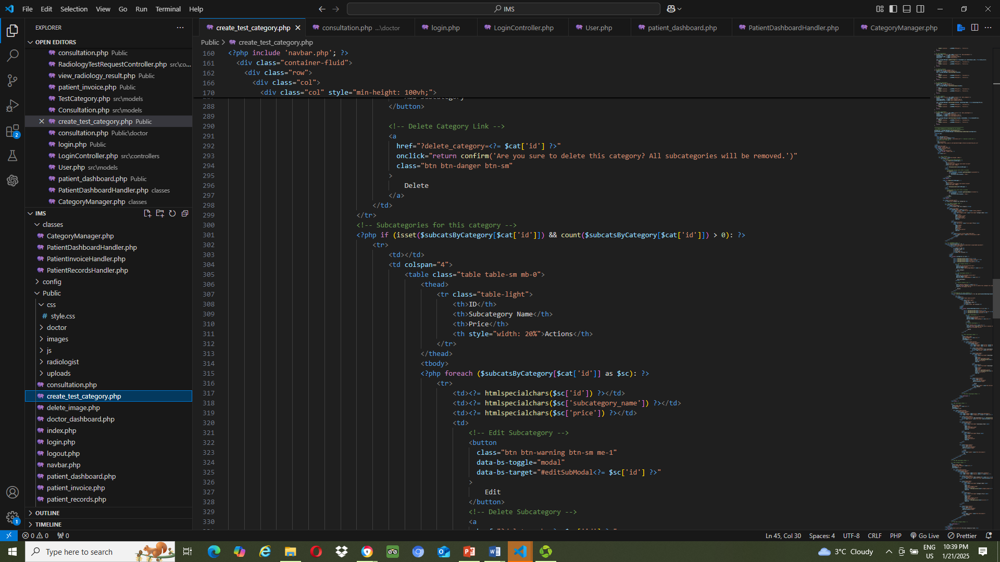 File Edit Selection View Go Run Terminal Help
IMS
EXPLORER
OPEN EDITORS
consultation.php Public
RadiologyTestRequestController.php src\co...
view_radiology_result.php Public
patient_invoice.php Public
TestCategory.php src\models
Consultation.php src\models
create_test_category.php Public
consultation.php Public\doctor
login.php Public
LoginController.php src\controllers
User.php src\models
patient_dashboard.php Public
PatientDashboardHandler.php classes
CategoryManager.php classes
IMS
classes
CategoryManager.php
PatientDashboardHandler.php
PatientInvoiceHandler.php
PatientRecordsHandler.php
config
Public
css
# style.css
doctor
images
js
radiologist
uploads
consultation.php
create_test_category.php
delete_image.php
doctor_dashboard.php
index.php
login.php
logout.php
navbar.php
patient_dashboard.php
patient_invoice.php
patient_records.php
OUTLINE
TIMELINE
2
1
create_test_category.php consultation.php ...\doctor login.php LoginController.php User.php patient_dashboard.php PatientDashboardHandler.php CategoryManager.php
Public > create_test_category.php
160 <?php include 'navbar.php'; ?>
161 <div class="container-fluid">
162 <div class="row">
166 <div class="col">
170 <div class="col" style="min-height: 100vh;">
288 </button>
289
290 <!-- Delete Category Link -->
291 <a
292 href="?delete_category=<?= $cat['id'] ?>"
293 onclick="return confirm('Are you sure to delete this category? All subcategories will be removed.')"
294 class="btn btn-danger btn-sm"
295 >
296 Delete
297 </a>
298 </td>
299 </tr>
300 <!-- Subcategories for this category -->
301 <?php if (isset($subcatsByCategory[$cat['id']]) && count($subcatsByCategory[$cat['id']]) > 0): ?>
302 <tr>
303 <td></td>
304 <td colspan="4">
305 <table class="table table-sm mb-0">
306 <thead>
307 <tr class="table-light">
308 <th>ID</th>
309 <th>Subcategory Name</th>
310 <th>Price</th>
311 <th style="width: 20%">Actions</th>
312 </tr>
313 </thead>
314 <tbody>
315 <?php foreach ($subcatsByCategory[$cat['id']] as $sc): ?>
316 <tr>
317 <td><?= htmlspecialchars($sc['id']) ?></td>
318 <td><?= htmlspecialchars($sc['subcategory_name']) ?></td>
319 <td><?= htmlspecialchars($sc['price']) ?></td>
320 <td>
321 <!-- Edit Subcategory -->
322 <button
323 class="btn btn-warning btn-sm me-1"
324 data-bs-toggle="modal"
325 data-bs-target="#editSubModal<?= $sc['id'] ?>"
326 >
327 Edit
328 </button>
329 <!-- Delete Subcategory -->
330 <a
0 0 0
Ln 45, Col 30 Spaces: 4 UTF-8 CRLF PHP Go Live Prettier
Type here to search
3°C Cloudy
ENG
US
10:39 PM
1/21/2025